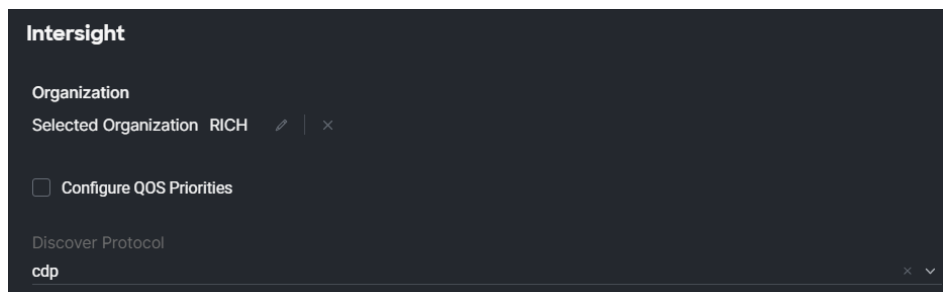 Intersight
Organization
Selected Organization RICH
Configure QOS Priorities
Discover Protocol
cdp